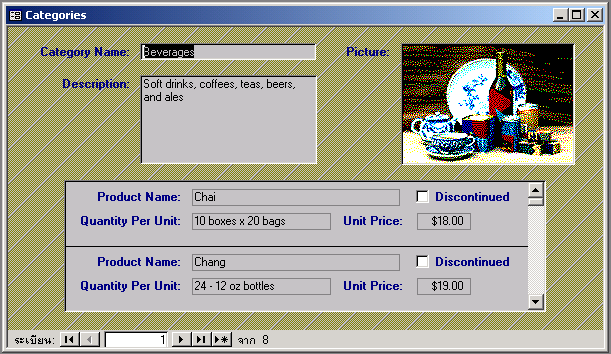 Categories
Category Name: Beverages Picture:
Description: Soft drinks, coffees, teas, beers,
and ales
Product Name: Chai Discontinued
Quantity Per Unit: 10 boxes x 20 bags Unit Price: $18.00
Product Name: Chang Discontinued
Quantity Per Unit: 24 - 12 oz bottles Unit Price: $19.00
ระเบียน: 1 จาก 8